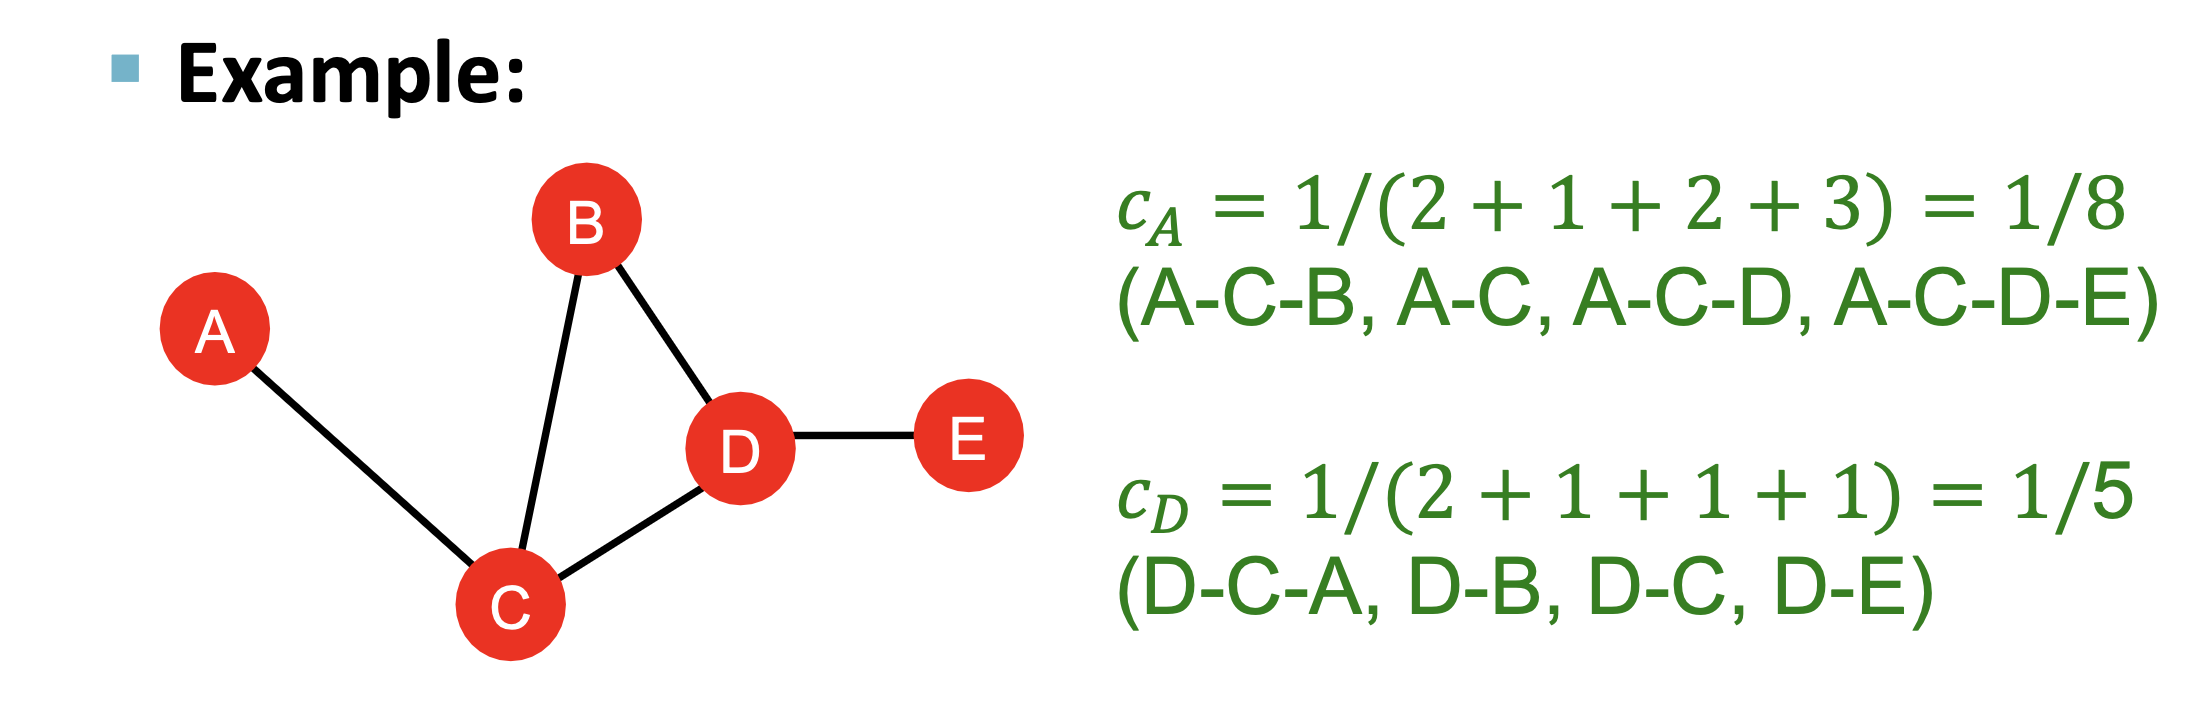 Example:
B
A
D
E
C
c_A = 1/(2 + 1 + 2 + 3) = 1/8
(A-C-B, A-C, A-C-D, A-C-D-E)
c_D = 1/(2 + 1 + 1 + 1) = 1/5
(D-C-A, D-B, D-C, D-E)